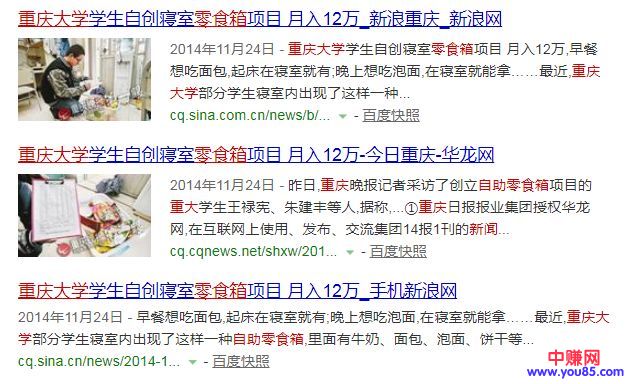 重庆大学学生自创寝室零食箱项目 月入12万_新浪重庆_新浪网
2014年11月24日 - 重庆大学学生自创寝室零食箱项目 月入12万,早餐
想吃面包,起床在寝室就有;晚上想吃泡面,在寝室就能拿……最近,重庆
大学部分学生寝室内出现了这样一种...
cq.sina.com.cn/news/b/... - 百度快照
重庆大学学生自创寝室零食箱项目 月入12万-今日重庆-华龙网
2014年11月24日 - 昨日,重庆晚报记者采访了创立自助零食箱项目的
重大学生王禄宪、朱建丰等人,据称,...①重庆日报报业集团授权华龙
网,在互联网上使用、发布、交流集团14报1刊的新闻...
cq.cqnews.net/shxw/201... - 百度快照
重庆大学学生自创寝室零食箱项目 月入12万_手机新浪网
2014年11月24日 - 早餐想吃面包,起床在寝室就有;晚上想吃泡面,在寝室就能拿……最近,重庆大
学部分学生寝室内出现了这样一种自助零食箱,里面有牛奶、面包、泡面、饼干等...
cq.sina.cn/news/2014-1... - 百度快照
中赚网
www.you85.com